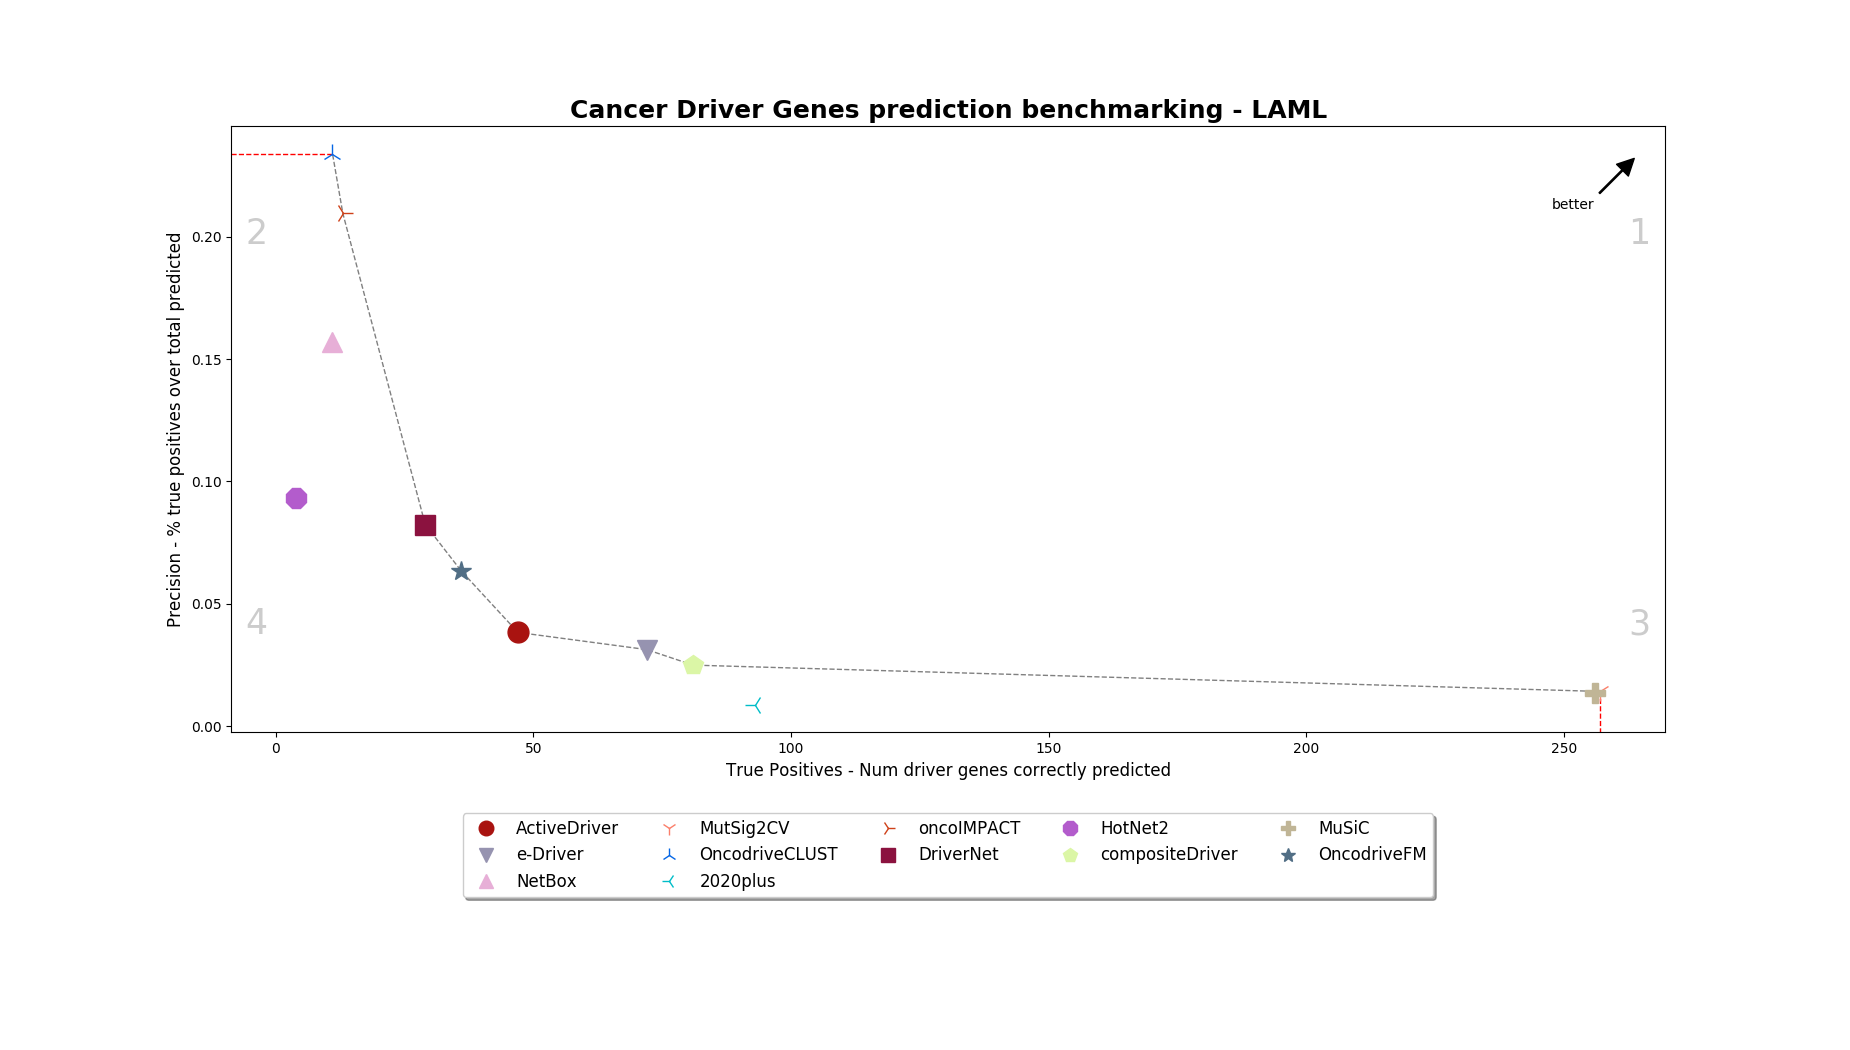 Cancer Driver Genes prediction benchmarking - LAML
better
2
1
4
3
0.20
0.15
0.10
0.05
0.00
Precision - % true positives over total predicted
0 50 100 150 200 250
True Positives - Num driver genes correctly predicted
ActiveDriver MutSig2CV oncoIMPACT HotNet2 MuSiC
e-Driver OncodriveCLUST DriverNet compositeDriver OncodriveFM
NetBox 2020plus